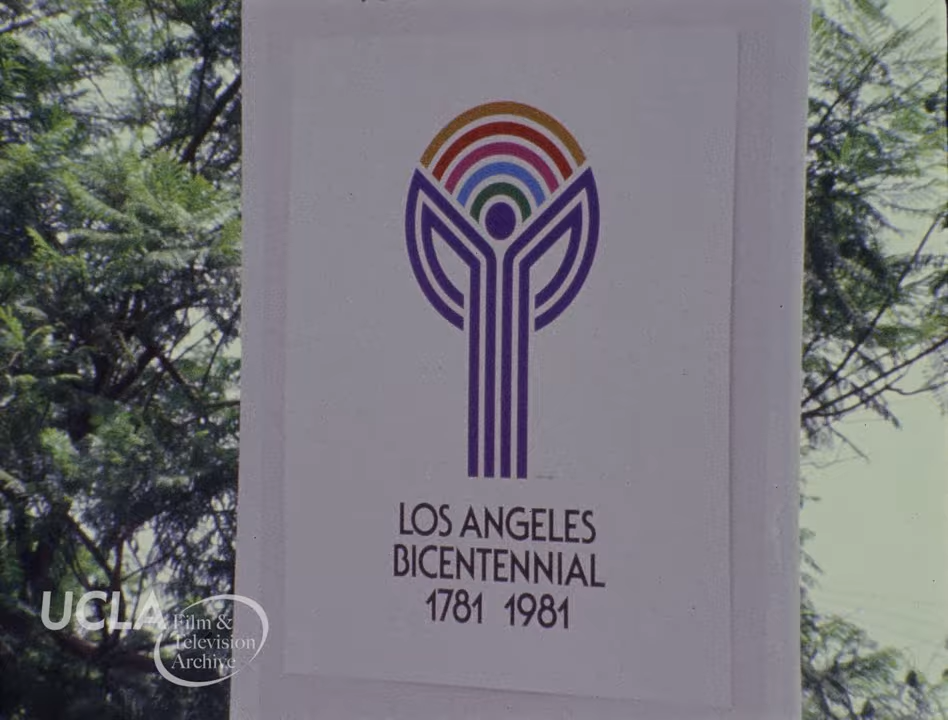 LOS ANGELES
BICENTENNIAL
1781 1981
UCLA
Film &
Television
Archive